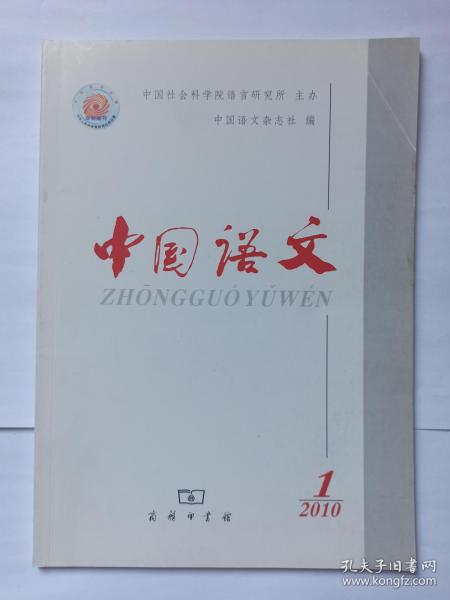 中国社会科学院语言研究所 主办
中国语文杂志社 编
中国语文
ZHŌNGGUÓ YǓWÉN
1
2010
商务印书馆
孔夫子旧书网
www.kongfz.com